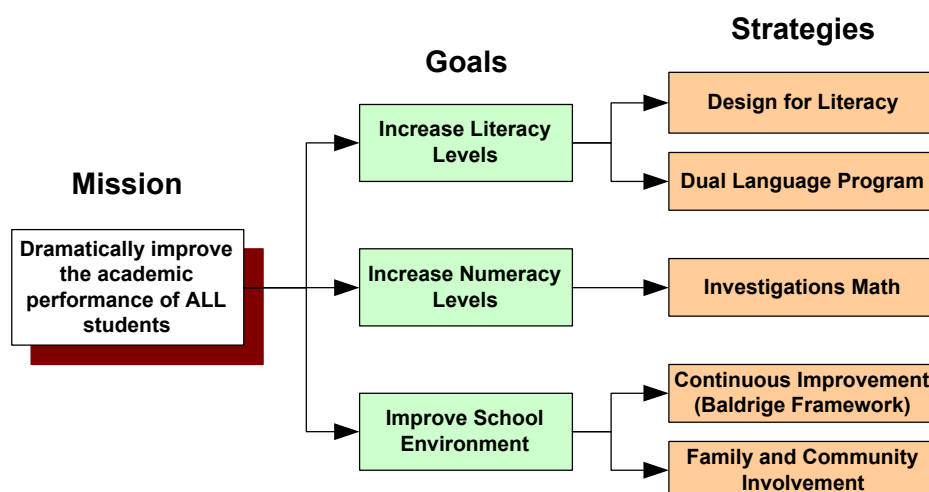 Strategies
Goals
Mission
Dramatically improve
the academic
performance of ALL
students
Increase Literacy
Levels
Increase Numeracy
Levels
Improve School
Environment
Design for Literacy
Dual Language Program
Investigations Math
Continuous Improvement
(Baldrige Framework)
Family and Community
Involvement